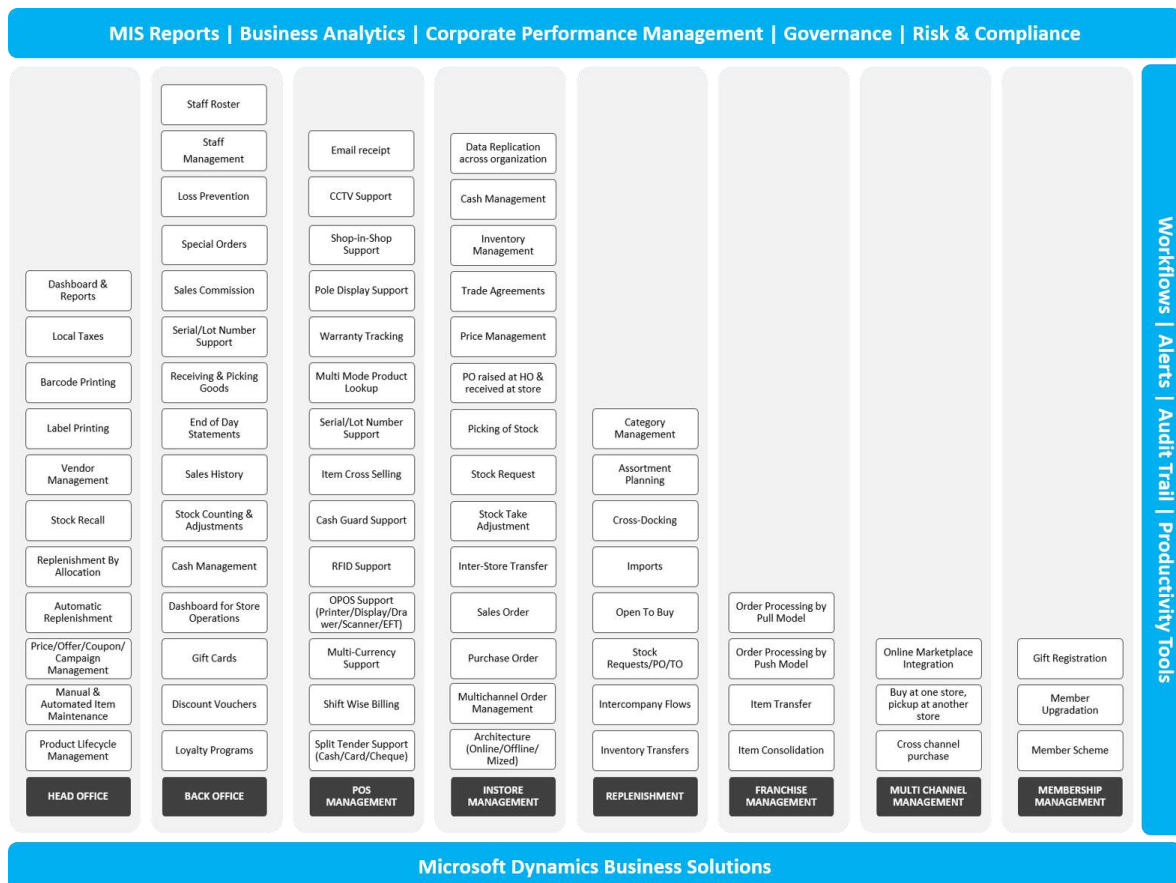 MIS Reports | Business Analytics | Corporate Performance Management | Governance | Risk & Compliance
Dashboard &
Reports
Local Taxes
Barcode Printing
Label Printing
Vendor
Management
Stock Recall
Replenishment By
Allocation
Automatic
Replenishment
Price/Offer/Coupon/
Campaign
Management
Manual &
Automated Item
Maintenance
Product Lifecycle
Management
HEAD OFFICE
Staff Roster
Staff
Management
Loss Prevention
Special Orders
Sales Commission
Serial/Lot Number
Support
Receiving & Picking
Goods
End of Day
Statements
Sales History
Stock Counting &
Adjustments
Cash Management
Dashboard for Store
Operations
Gift Cards
Discount Vouchers
Loyalty Programs
BACK OFFICE
Email receipt
CCTV Support
Shop-in-Shop
Support
Pole Display Support
Warranty Tracking
Multi Mode Product
Lookup
Serial/Lot Number
Support
Item Cross Selling
Cash Guard Support
RFID Support
OPOS Support
(Printer/Display/Dra
wer/Scanner/EFT)
Multi-Currency
Support
Shift Wise Billing
Split Tender Support
(Cash/Card/Cheque)
POS
MANAGEMENT
Data Replication
across organization
Cash Management
Inventory
Management
Trade Agreements
Price Management
PO raised at HO &
received at store
Picking of Stock
Stock Request
Stock Take
Adjustment
Inter-Store Transfer
Sales Order
Purchase Order
Multichannel Order
Management
Architecture
(Online/Offline/
Mized)
INSTORE
MANAGEMENT
Category
Management
Assortment
Planning
Cross-Docking
Imports
Open To Buy
Stock
Requests/PO/TO
Intercompany Flows
Inventory Transfers
REPLENISHMENT
Order Processing by
Pull Model
Order Processing by
Push Model
Item Transfer
Item Consolidation
FRANCHISE
MANAGEMENT
Online Marketplace
Integration
Buy at one store,
pickup at another
store
Cross channel
purchase
MULTI CHANNEL
MANAGEMENT
Gift Registration
Member
Upgradation
Member Scheme
MEMBERSHIP
MANAGEMENT
Workflows | Alerts | Audit Trail | Productivity Tools
Microsoft Dynamics Business Solutions